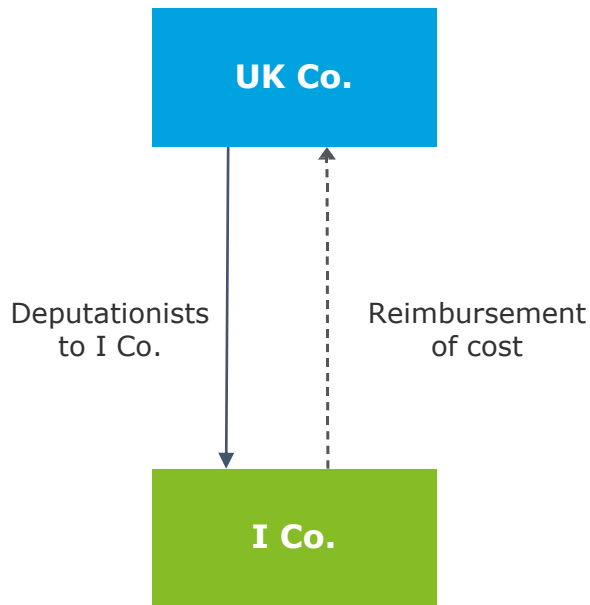 UK Co.
Deputationists
to I Co.
Reimbursement
of cost
I Co.